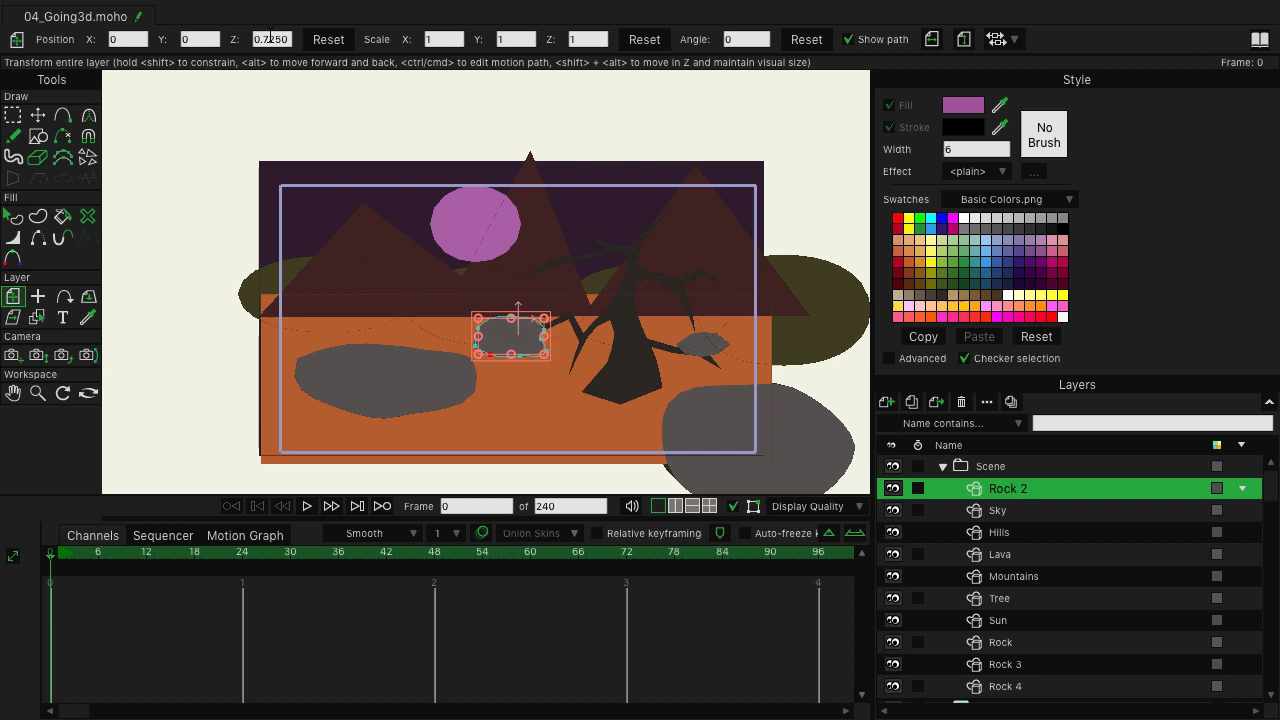 04_Going3d.moho
Position X: 0 Y: 0 Z: 0.7250 Reset Scale X: 1 Y: 1 Z: 1 Reset Angle: 0 Reset Show path
Transform entire layer (hold <shift> to constrain, <alt> to move forward and back, <ctrl/cmd> to edit motion path, <shift> + <alt> to move in Z and maintain visual size) Frame: 0
Tools
Draw
Fill
Layer
Camera
Workspace
Style
Fill
Stroke
No Brush
Width 6
Effect <plain> ...
Swatches Basic Colors.png
Copy Paste Reset
Advanced Checker selection
Layers
Name contains...
Name
Scene
Rock 2
Sky
Hills
Lava
Mountains
Tree
Sun
Rock
Rock 3
Rock 4
Frame 0 of 240 Display Quality
Channels Sequencer Motion Graph Smooth 1 Onion Skins Relative keyframing Auto-freeze k
0 6 12 18 24 30 36 42 48 54 60 66 72 78 84 90 96
0 1 2 3 4